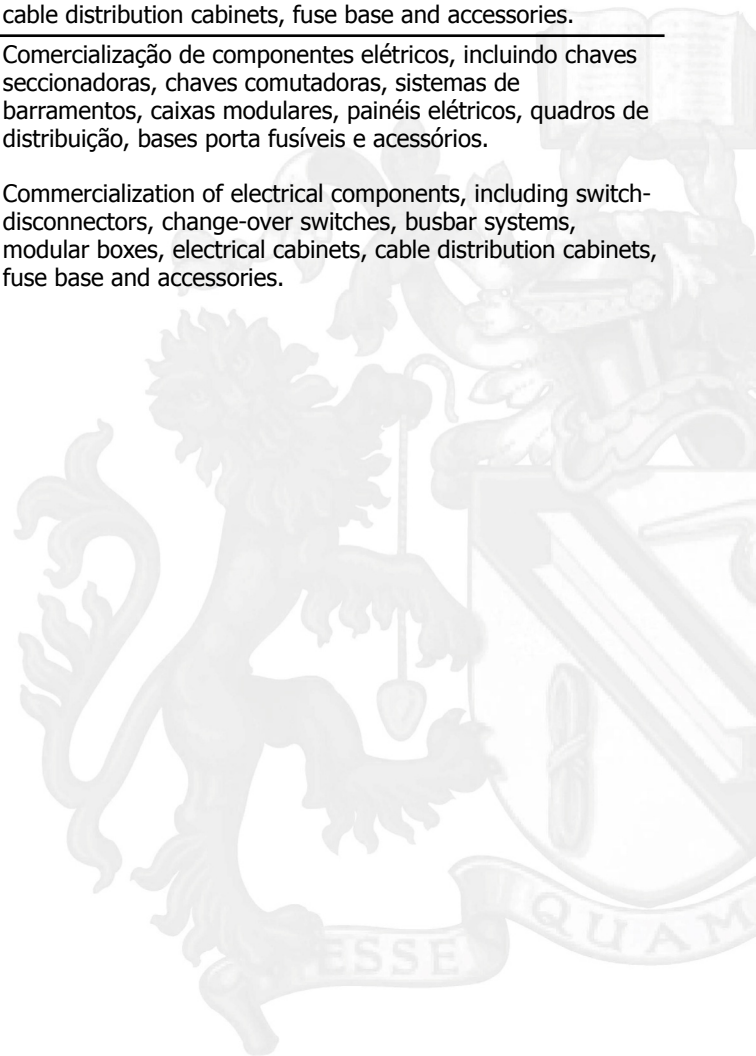 cable distribution cabinets, fuse base and accessories.
Comercialização de componentes elétricos, incluindo chaves
seccionadoras, chaves comutadoras, sistemas de
barramentos, caixas modulares, painéis elétricos, quadros de
distribuição, bases porta fusíveis e acessórios.
Commercialization of electrical components, including switch-
disconnectors, change-over switches, busbar systems,
modular boxes, electrical cabinets, cable distribution cabinets,
fuse base and accessories.
ESSE QUAM